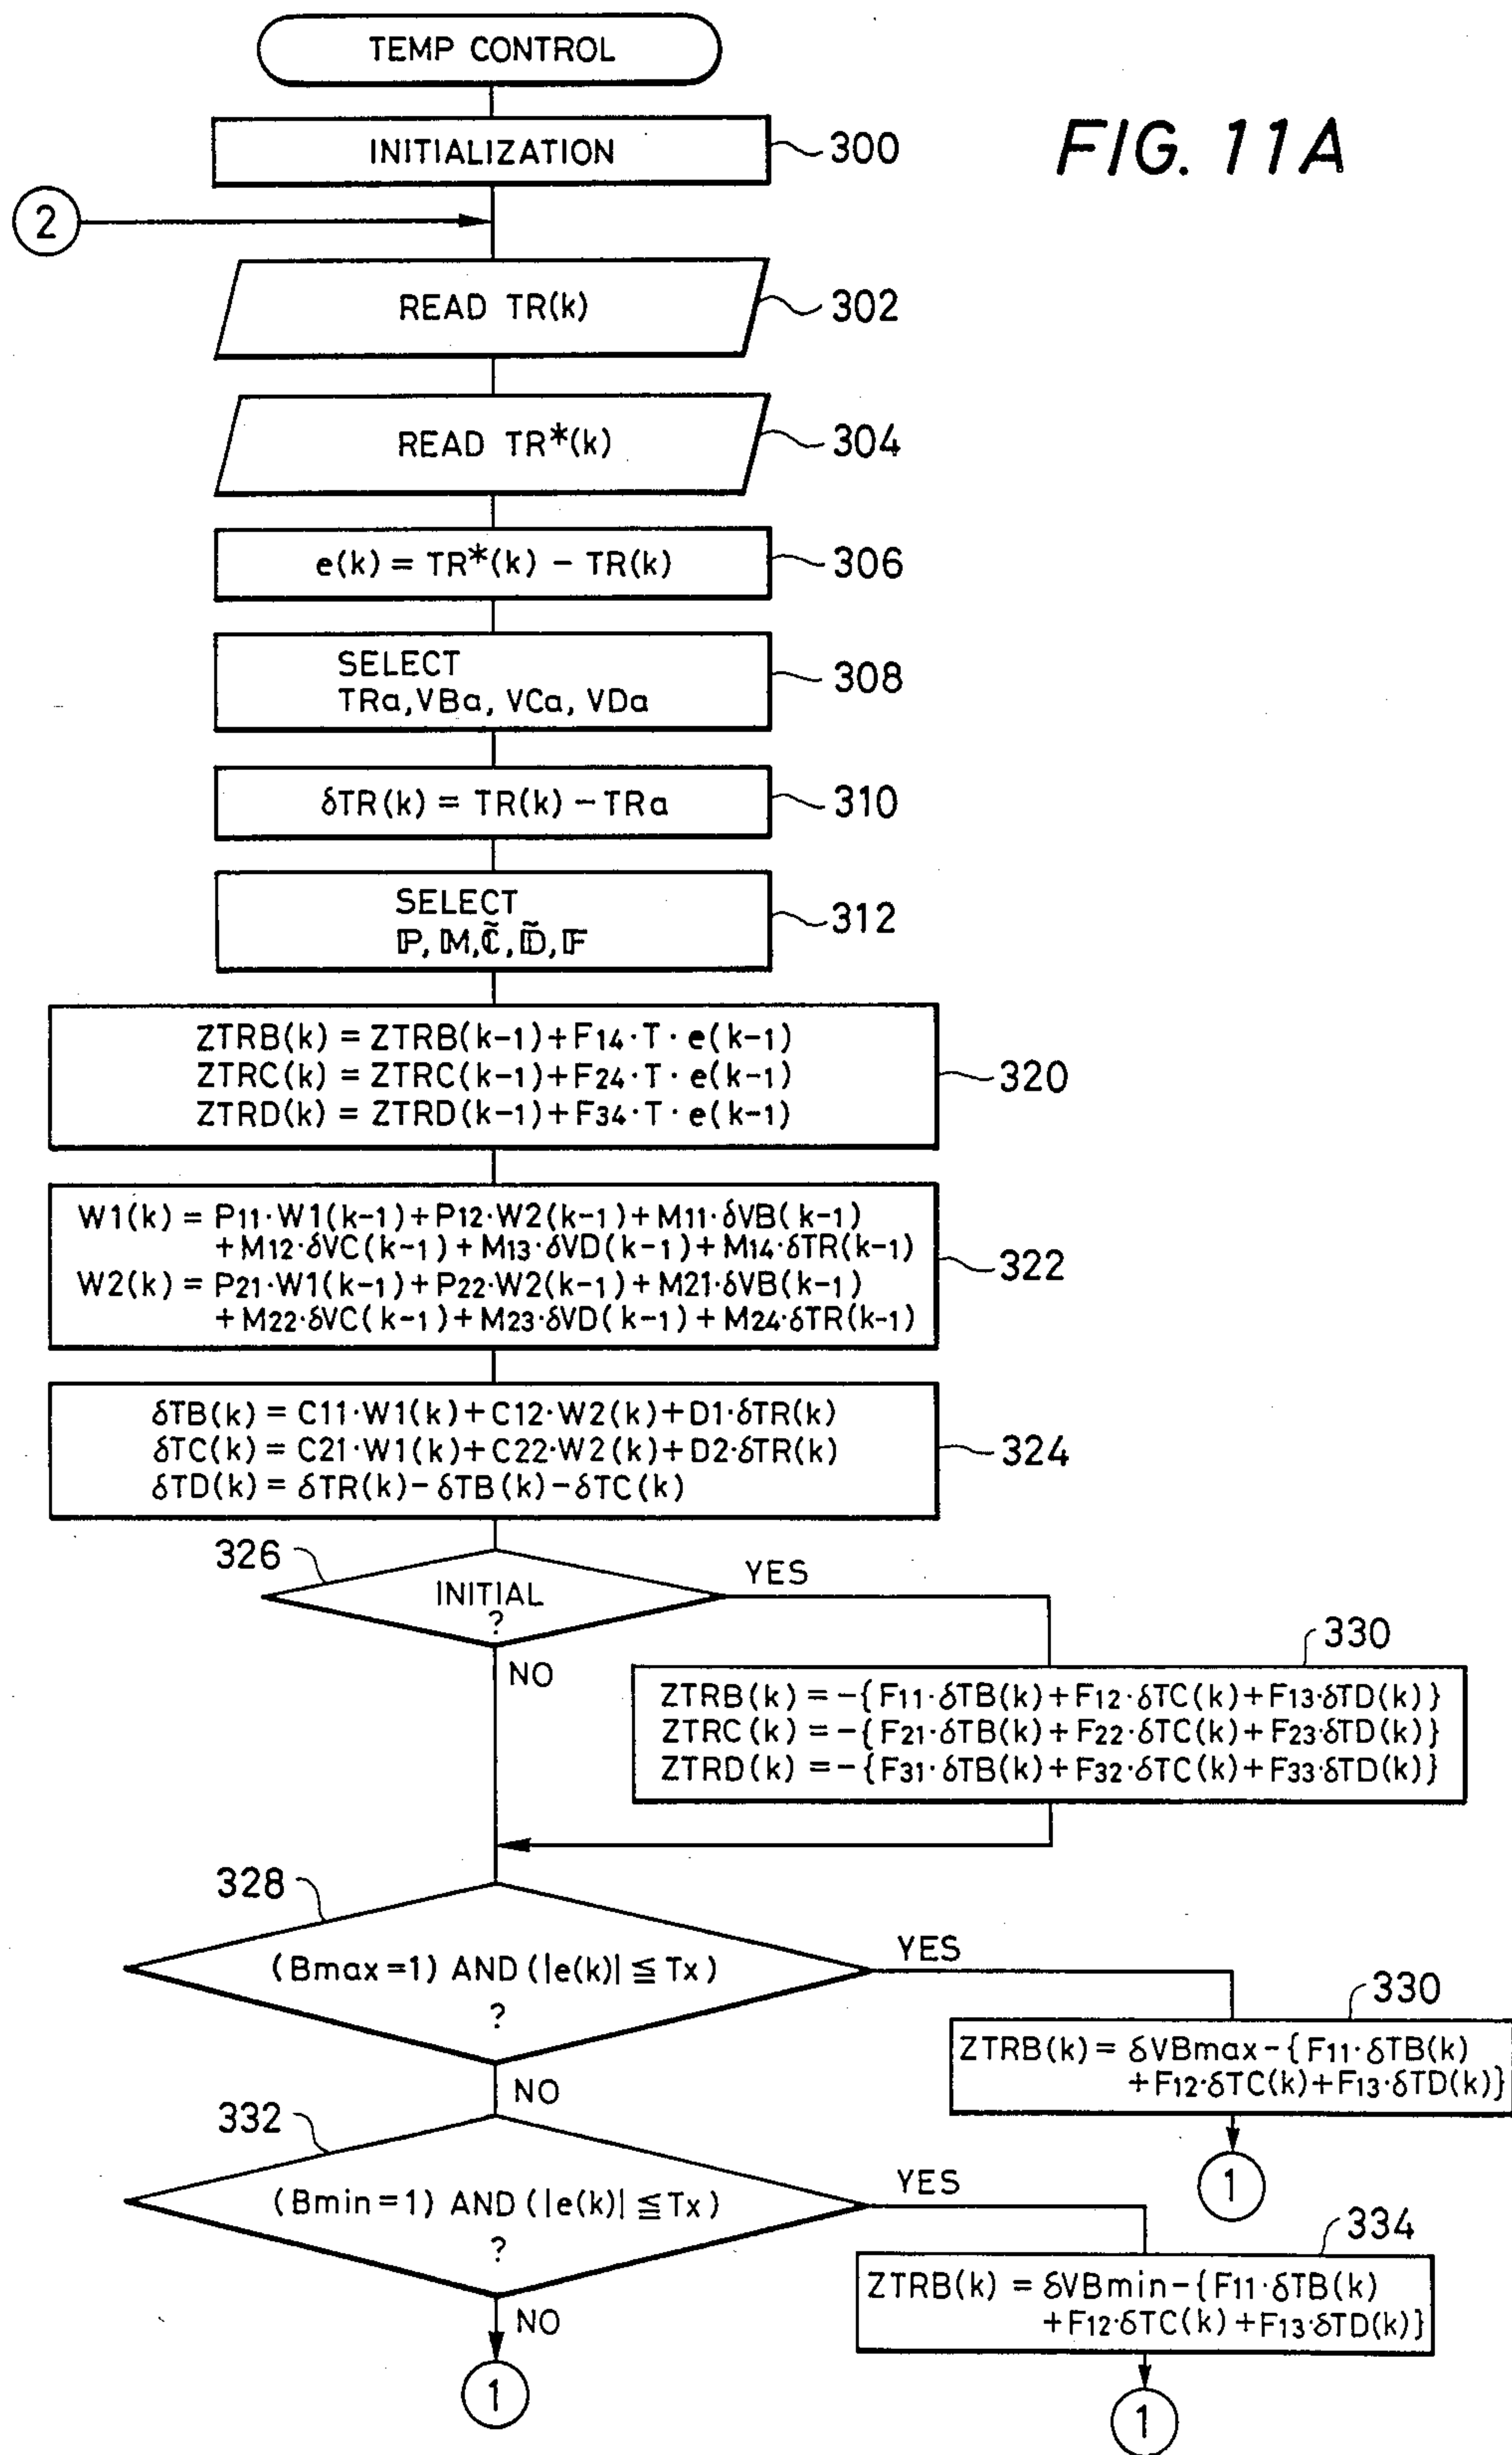 TEMP CONTROL
FIG. 11A
INITIALIZATION
300
2
READ TR(k)
302
READ TR*(k)
304
e(k) = TR*(k) − TR(k)
306
SELECT
TRa, VBa, VCa, VDa
308
δTR(k) = TR(k) − TRa
310
SELECT
ℙ, 𝕄, ℂ̃, 𝔻̃, 𝔽
312
ZTRB(k) = ZTRB(k-1)+F14·T·e(k-1)
ZTRC(k) = ZTRC(k-1)+F24·T·e(k-1)
ZTRD(k) = ZTRD(k-1)+F34·T·e(k-1)
320
W1(k) = P11·W1(k-1)+P12·W2(k-1)+M11·δVB(k-1)
+M12·δVC(k-1)+M13·δVD(k-1)+M14·δTR(k-1)
W2(k) = P21·W1(k-1)+P22·W2(k-1)+M21·δVB(k-1)
+M22·δVC(k-1)+M23·δVD(k-1)+M24·δTR(k-1)
322
δTB(k) = C11·W1(k)+C12·W2(k)+D1·δTR(k)
δTC(k) = C21·W1(k)+C22·W2(k)+D2·δTR(k)
δTD(k) = δTR(k)−δTB(k)−δTC(k)
324
326
INITIAL
?
YES
NO
330
ZTRB(k) = −{F11·δTB(k)+F12·δTC(k)+F13·δTD(k)}
ZTRC(k) = −{F21·δTB(k)+F22·δTC(k)+F23·δTD(k)}
ZTRD(k) = −{F31·δTB(k)+F32·δTC(k)+F33·δTD(k)}
328
(Bmax=1) AND (|e(k)| ≦ Tx)
?
YES
NO
330
ZTRB(k) = δVBmax−{F11·δTB(k)
+F12·δTC(k)+F13·δTD(k)}
1
332
(Bmin=1) AND (|e(k)| ≦ Tx)
?
YES
NO
334
ZTRB(k) = δVBmin−{F11·δTB(k)
+F12·δTC(k)+F13·δTD(k)}
1
1